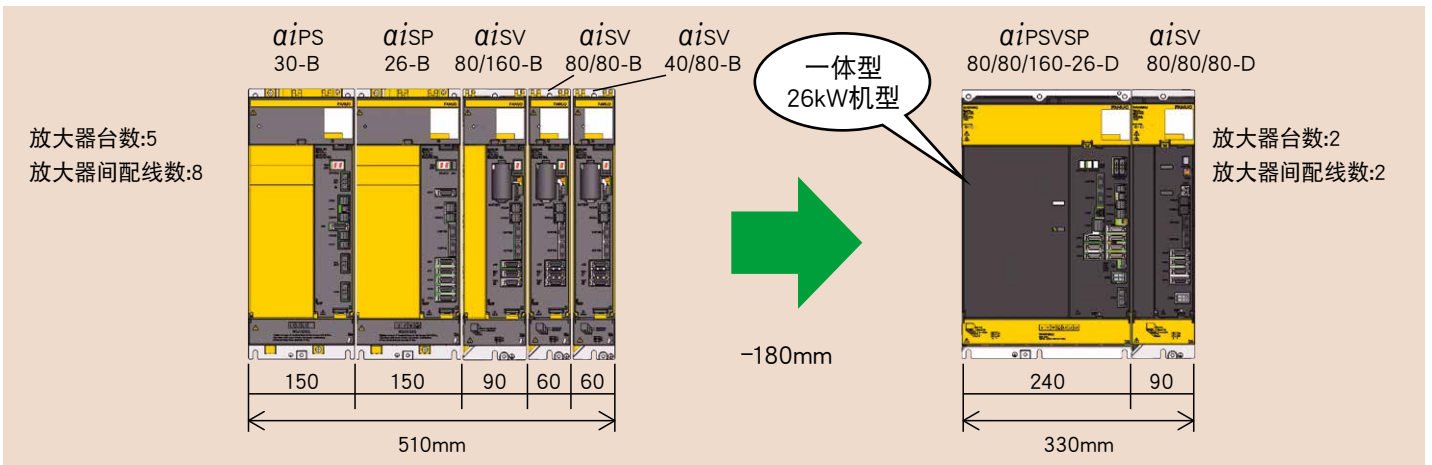 αiPS
30-B
αiSP
26-B
αiSV
80/160-B
αiSV
80/80-B
αiSV
40/80-B
放大器台数:5
放大器间配线数:8
150
150
90
60
60
510mm
-180mm
一体型
26kW机型
αiPSVSP
80/80/160-26-D
αiSV
80/80/80-D
放大器台数:2
放大器间配线数:2
240
90
330mm